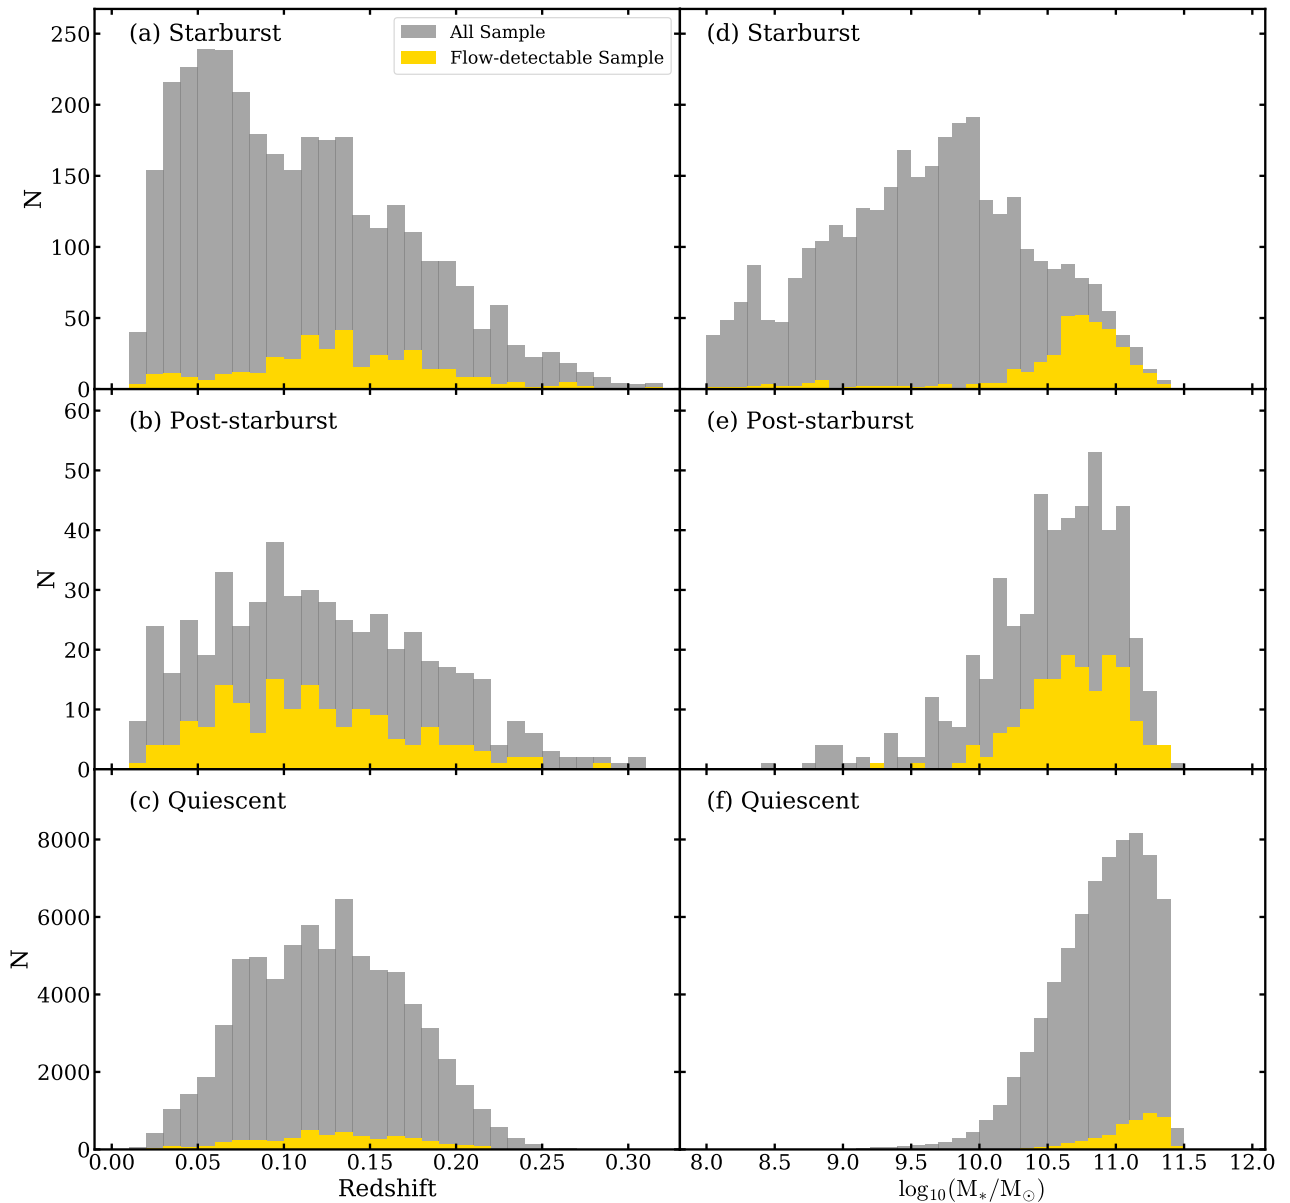 (a) Starburst
All Sample
Flow-detectable Sample
(d) Starburst
250
200
150
100
50
0
N
(b) Post-starburst
(e) Post-starburst
60
50
40
30
20
10
0
N
(c) Quiescent
(f) Quiescent
8000
6000
4000
2000
0
N
0.00 0.05 0.10 0.15 0.20 0.25 0.30
8.0 8.5 9.0 9.5 10.0 10.5 11.0 11.5 12.0
Redshift
log₁₀(M∗/M⊙)